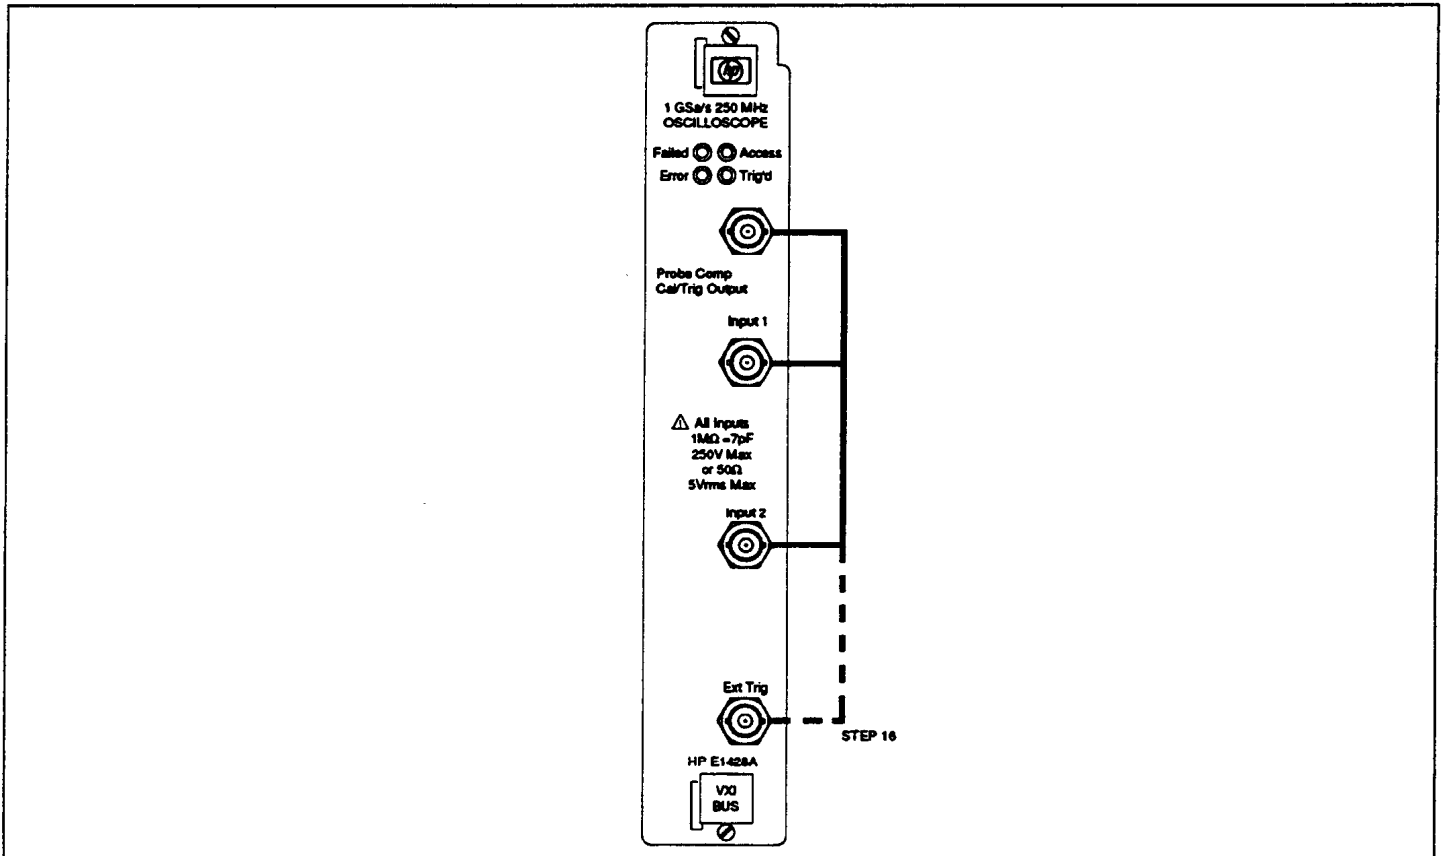 hp
1 GSa/s 250 MHz
OSCILLOSCOPE
Failed Access
Error Trig'd
Probe Comp
Cal/Trig Output
Input 1
All Inputs
1MΩ =7pF
250V Max
or 50Ω
5Vrms Max
Input 2
Ext Trig
STEP 16
HP E1428A
VXI
BUS